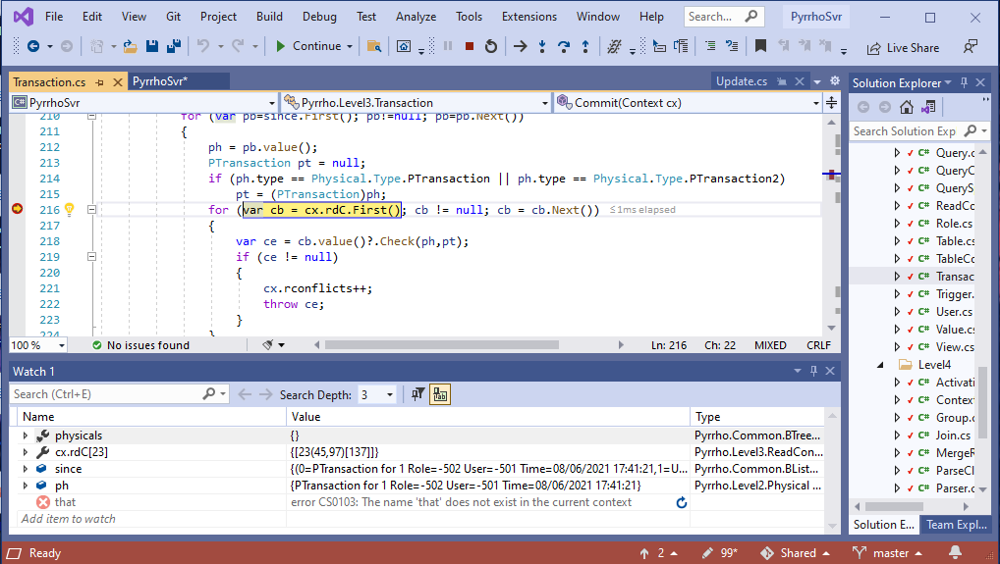 File Edit View Git Project Build Debug Test Analyze Tools Extensions Window Help Search... PyrrhoSvr
Continue Live Share
Transaction.cs PyrrhoSvr* Update.cs
PyrrhoSvr Pyrrho.Level3.Transaction Commit(Context cx)
210 for (var pb=since.First(); pb!=null; pb=pb.Next())
211 {
212 ph = pb.value();
213 PTransaction pt = null;
214 if (ph.type == Physical.Type.PTransaction || ph.type == Physical.Type.PTransaction2)
215 pt = (PTransaction)ph;
216 for (var cb = cx.rdC.First(); cb != null; cb = cb.Next()) ≤1ms elapsed
217 {
218 var ce = cb.value()?.Check(ph,pt);
219 if (ce != null)
220 {
221 cx.rconflicts++;
222 throw ce;
223 }
224 }
100 % No issues found Ln: 216 Ch: 22 MIXED CRLF
Watch 1
Search (Ctrl+E) Search Depth: 3
Name Value Type
physicals {} Pyrrho.Common.BTree...
cx.rdC[23] {[23(45,97)[137]]} Pyrrho.Level3.ReadCon...
since {(0=PTransaction for 1 Role=-502 User=-501 Time=08/06/2021 17:41:21,1=U... Pyrrho.Common.BList...
ph {PTransaction for 1 Role=-502 User=-501 Time=08/06/2021 17:41:21} Pyrrho.Level2.Physical ...
that error CS0103: The name 'that' does not exist in the current context
Add item to watch
Solution Explorer
Search Solution Exp
C# Query.c
C# QueryC
C# QueryS
C# ReadCo
C# Role.cs
C# Table.cs
C# TableCo
C# Transac
C# Trigger.
C# User.cs
C# Value.cs
C# View.cs
Level4
C# Activati
C# Contex
C# Group.c
C# Join.cs
C# MergeR
C# ParseCl
C# Parser.c
Solution E... Team Expl...
Ready 2 99* Shared master